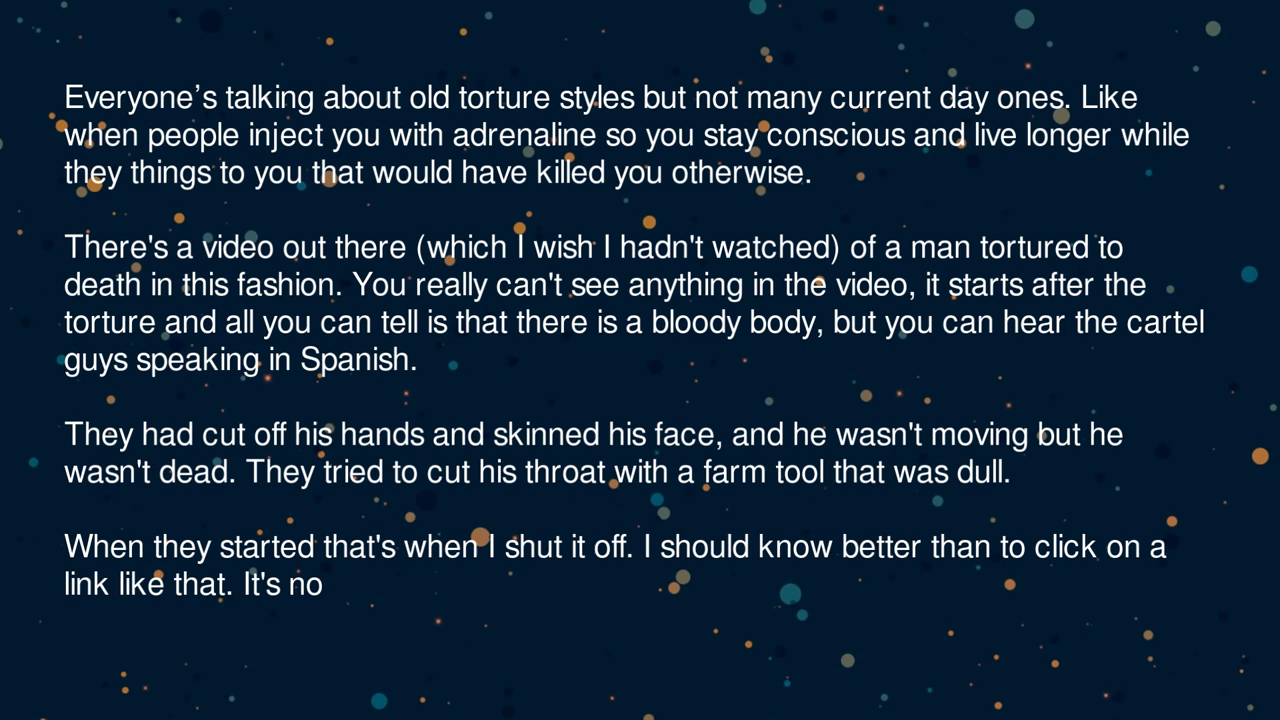 Everyone’s talking about old torture styles but not many current day ones. Like
when people inject you with adrenaline so you stay conscious and live longer while
they things to you that would have killed you otherwise.
There's a video out there (which I wish I hadn't watched) of a man tortured to
death in this fashion. You really can't see anything in the video, it starts after the
torture and all you can tell is that there is a bloody body, but you can hear the cartel
guys speaking in Spanish.
They had cut off his hands and skinned his face, and he wasn't moving but he
wasn't dead. They tried to cut his throat with a farm tool that was dull.
When they started that's when I shut it off. I should know better than to click on a
link like that. It's no